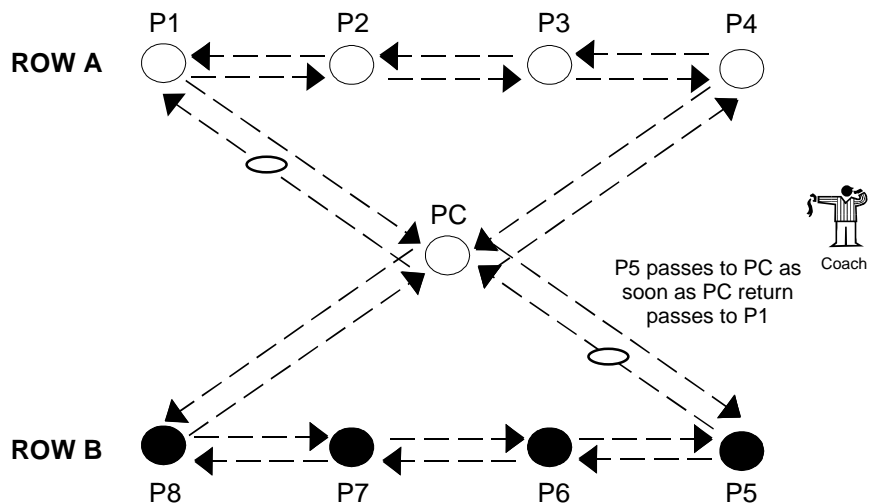 P1 P2 P3 P4
ROW A
PC
Coach
P5 passes to PC as
soon as PC return
passes to P1
ROW B
P8 P7 P6 P5